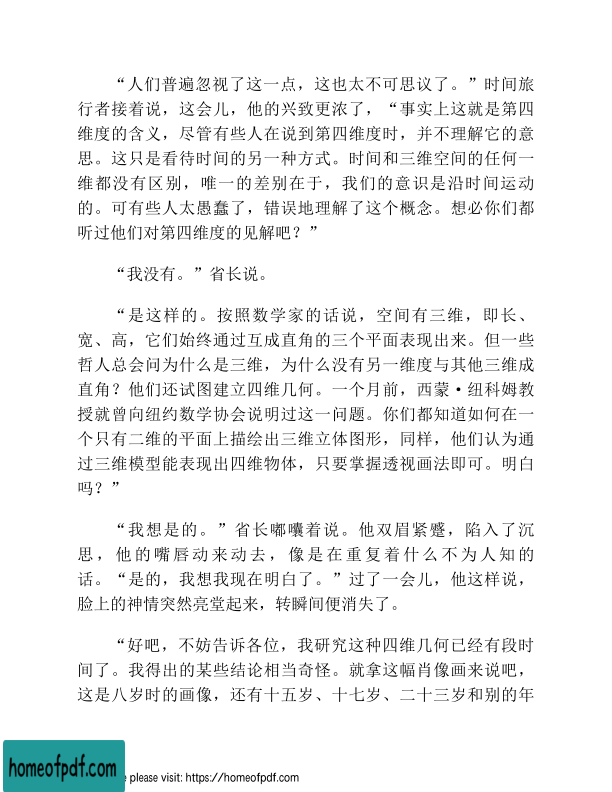 “人们普遍忽视了这一点，这也太不可思议了。”时间旅
行者接着说，这会儿，他的兴致更浓了，“事实上这就是第四
维度的含义，尽管有些人在说到第四维度时，并不理解它的意
思。这只是看待时间的另一种方式。时间和三维空间的任何一
维都没有区别，唯一的差别在于，我们的意识是沿时间运动
的。可有些人太愚蠢了，错误地理解了这个概念。想必你们都
听过他们对第四维度的见解吧？”
“我没有。”省长说。
“是这样的。按照数学家的话说，空间有三维，即长、
宽、高，它们始终通过互成直角的三个平面表现出来。但一些
哲人总会问为什么是三维，为什么没有另一维度与其他三维成
直角？他们还试图建立四维几何。一个月前，西蒙·纽科姆教
授就曾向纽约数学协会说明过这一问题。你们都知道如何在一
个只有二维的平面上描绘出三维立体图形，同样，他们认为通
过三维模型能表现出四维物体，只要掌握透视画法即可。明白
吗？”
“我想是的。”省长嘟囔着说。他双眉紧蹙，陷入了沉
思，他的嘴唇动来动去，像是在重复着什么不为人知的
话。“是的，我想我现在明白了。”过了一会儿，他这样说，
脸上的神情突然亮堂起来，转瞬间便消失了。
“好吧，不妨告诉各位，我研究这种四维几何已经有段时
间了。我得出的某些结论相当奇怪。就拿这幅肖像画来说吧，
这是八岁时的画像，还有十五岁、十七岁、二十三岁和别的年
homeofpdf.com
e please visit: https://homeofpdf.com